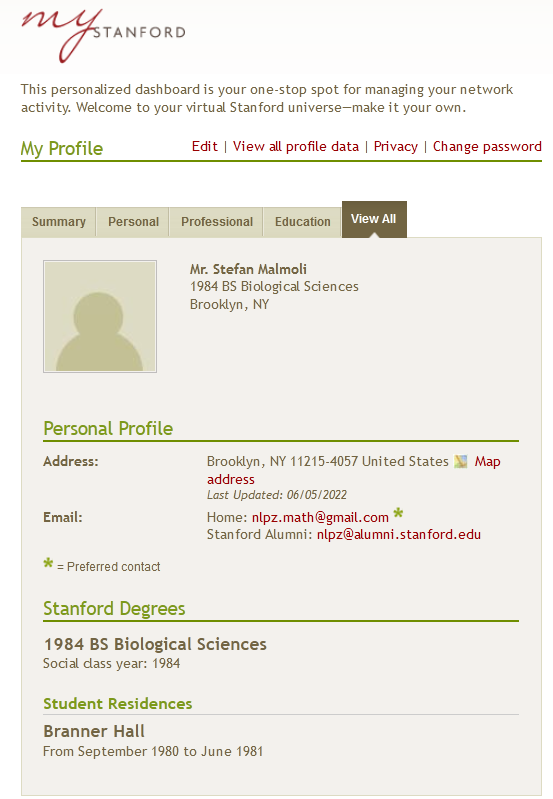 my STANFORD
This personalized dashboard is your one-stop spot for managing your network
activity. Welcome to your virtual Stanford universe—make it your own.
My Profile Edit | View all profile data | Privacy | Change password
Summary Personal Professional Education View All
Mr. Stefan Malmoli
1984 BS Biological Sciences
Brooklyn, NY
Personal Profile
Address: Brooklyn, NY 11215-4057 United States Map
address
Last Updated: 06/05/2022
Email: Home: nlpz.math@gmail.com *
Stanford Alumni: nlpz@alumni.stanford.edu
* = Preferred contact
Stanford Degrees
1984 BS Biological Sciences
Social class year: 1984
Student Residences
Branner Hall
From September 1980 to June 1981